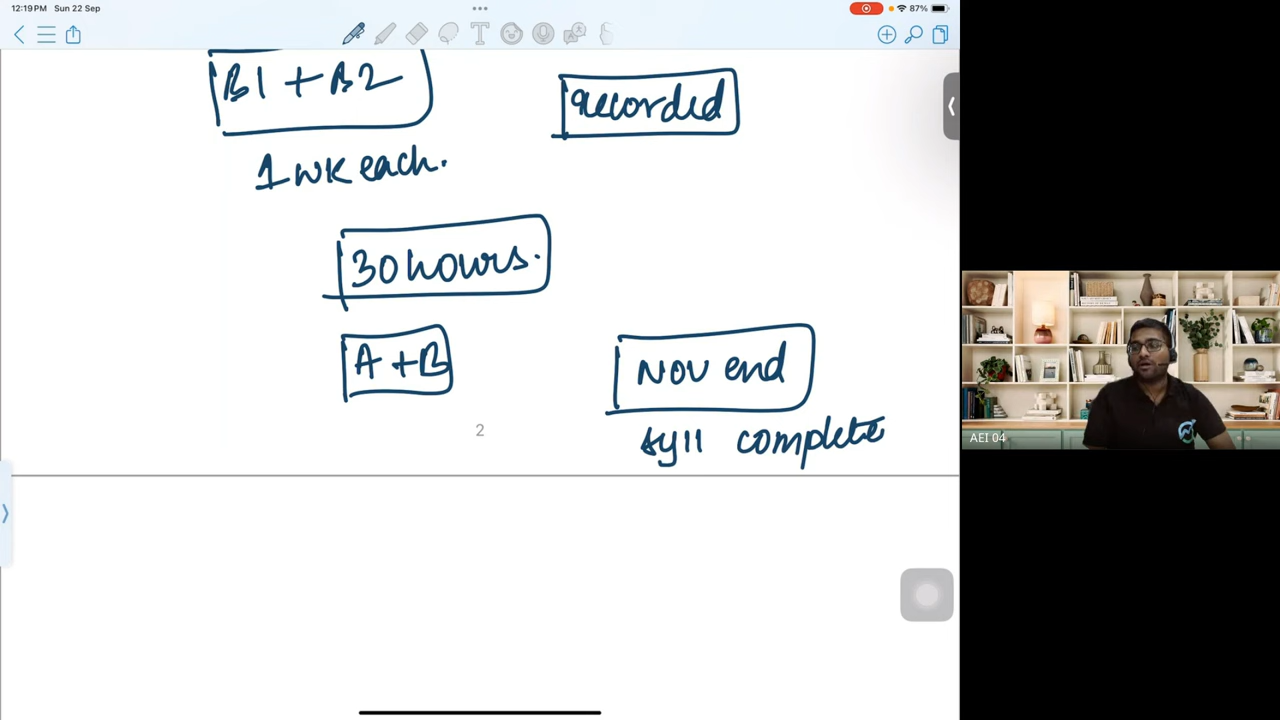 12:19 PM Sun 22 Sep
87%
B1 + B2
recorded
1 wk each.
30 hours.
A + B
Nov end
syll complete
2
AEI 04